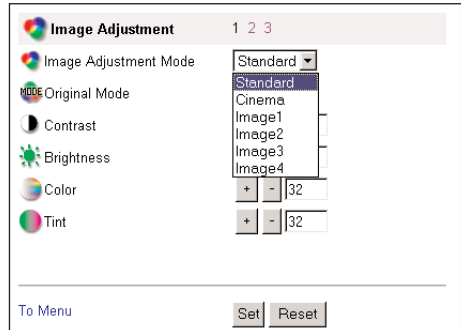 Image Adjustment 1 2 3
Image Adjustment Mode Standard
Standard
MODE Original Mode
Cinema
Image1
Contrast
Image2
Brightness
Image3
Image4
Color + - 32
Tint + - 32
To Menu Set Reset